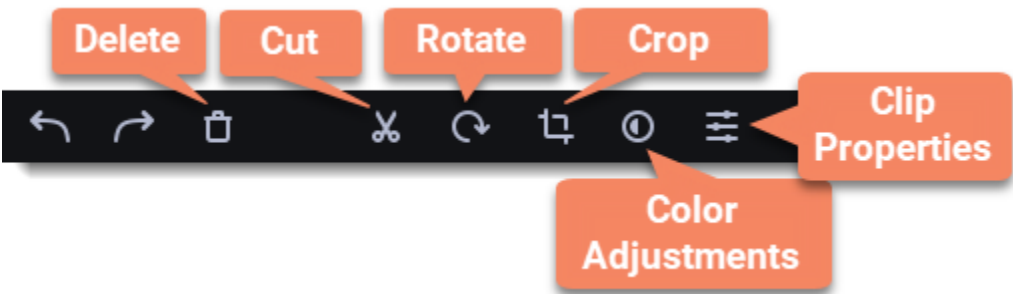 Delete
Cut
Rotate
Crop
Clip
Properties
Color
Adjustments